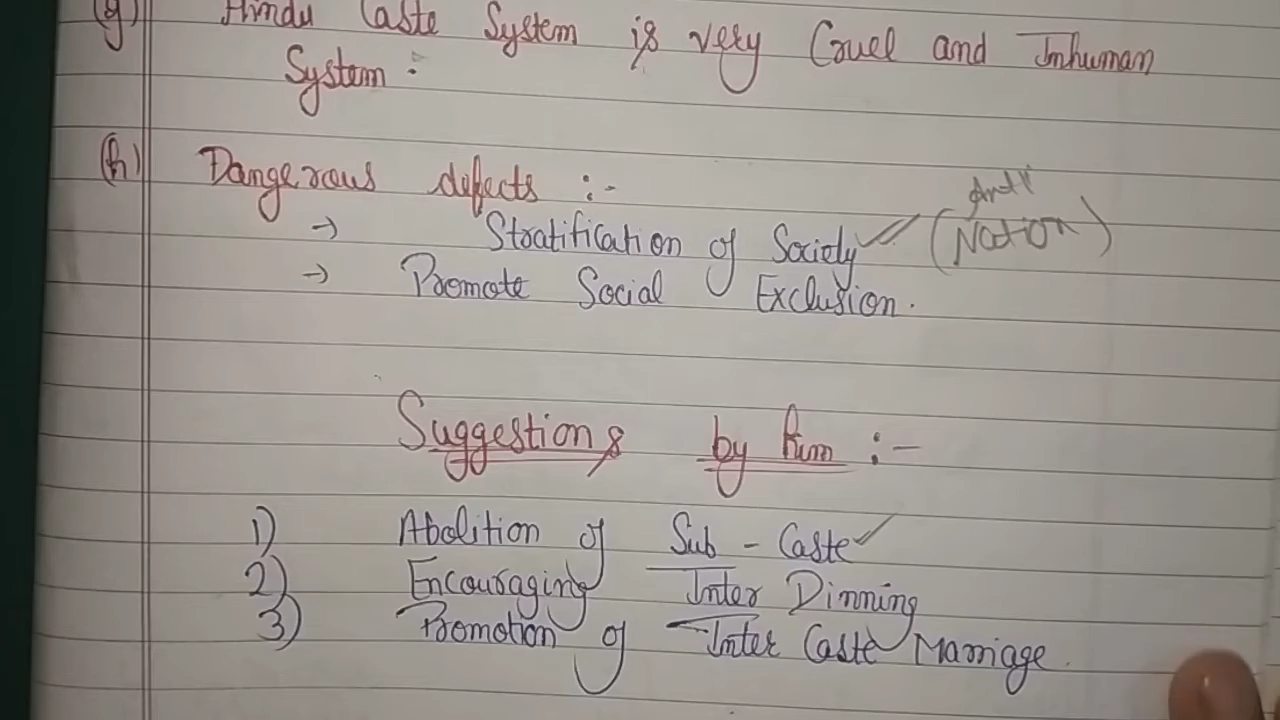 (g) Hindu Caste System is very Cruel and Inhuman
System :
(h) Dangerous defects :-
Anti
→ Stratification of Society ✓ (Nation)
→ Promote Social Exclusion.
Suggestions by him :-
1) Abolition of Sub - Caste ✓
2) Encouraging Inter Dinning
3) Promotion of Inter Caste Marriage.